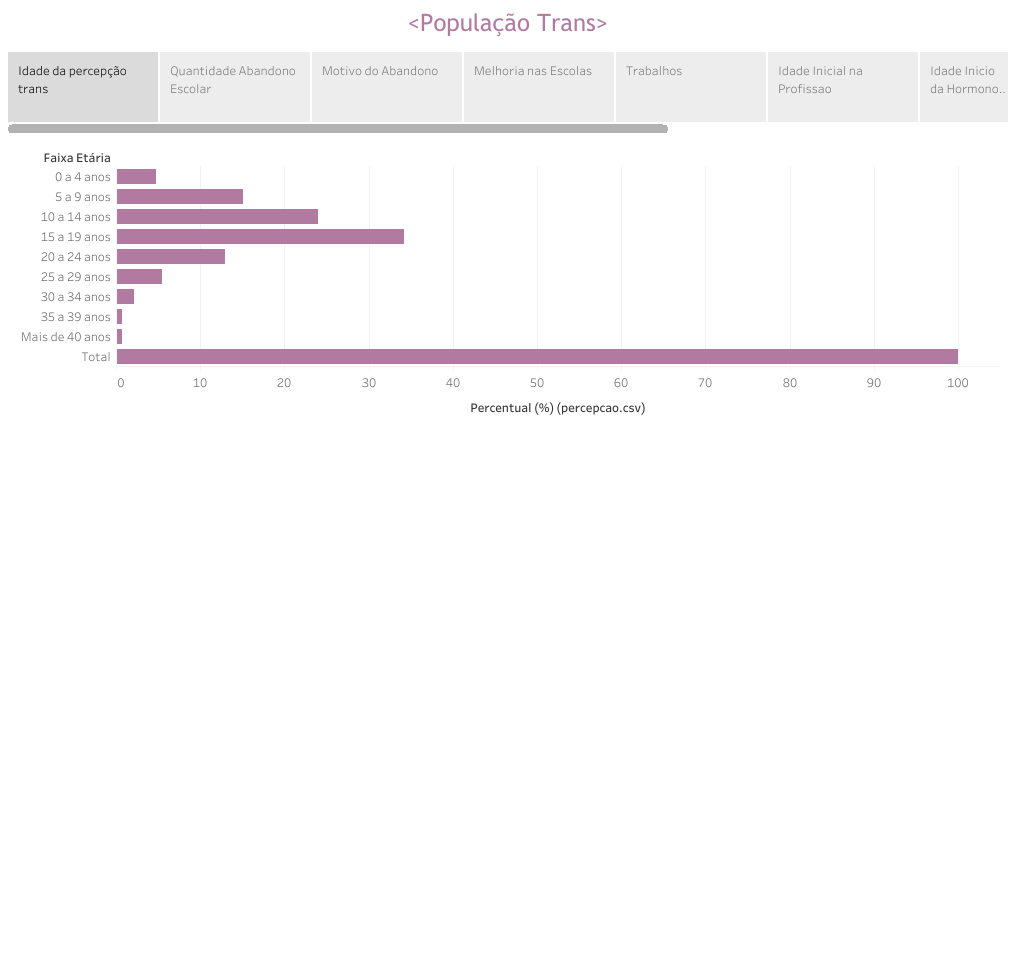 <População Trans>
Idade da percepção
trans
Quantidade Abandono
Escolar
Motivo do Abandono
Melhoria nas Escolas
Trabalhos
Idade Inicial na
Profissao
Idade Inicio
da Hormono..
Faixa Etária
0 a 4 anos
5 a 9 anos
10 a 14 anos
15 a 19 anos
20 a 24 anos
25 a 29 anos
30 a 34 anos
35 a 39 anos
Mais de 40 anos
Total
0 10 20 30 40 50 60 70 80 90 100
Percentual (%) (percepcao.csv)